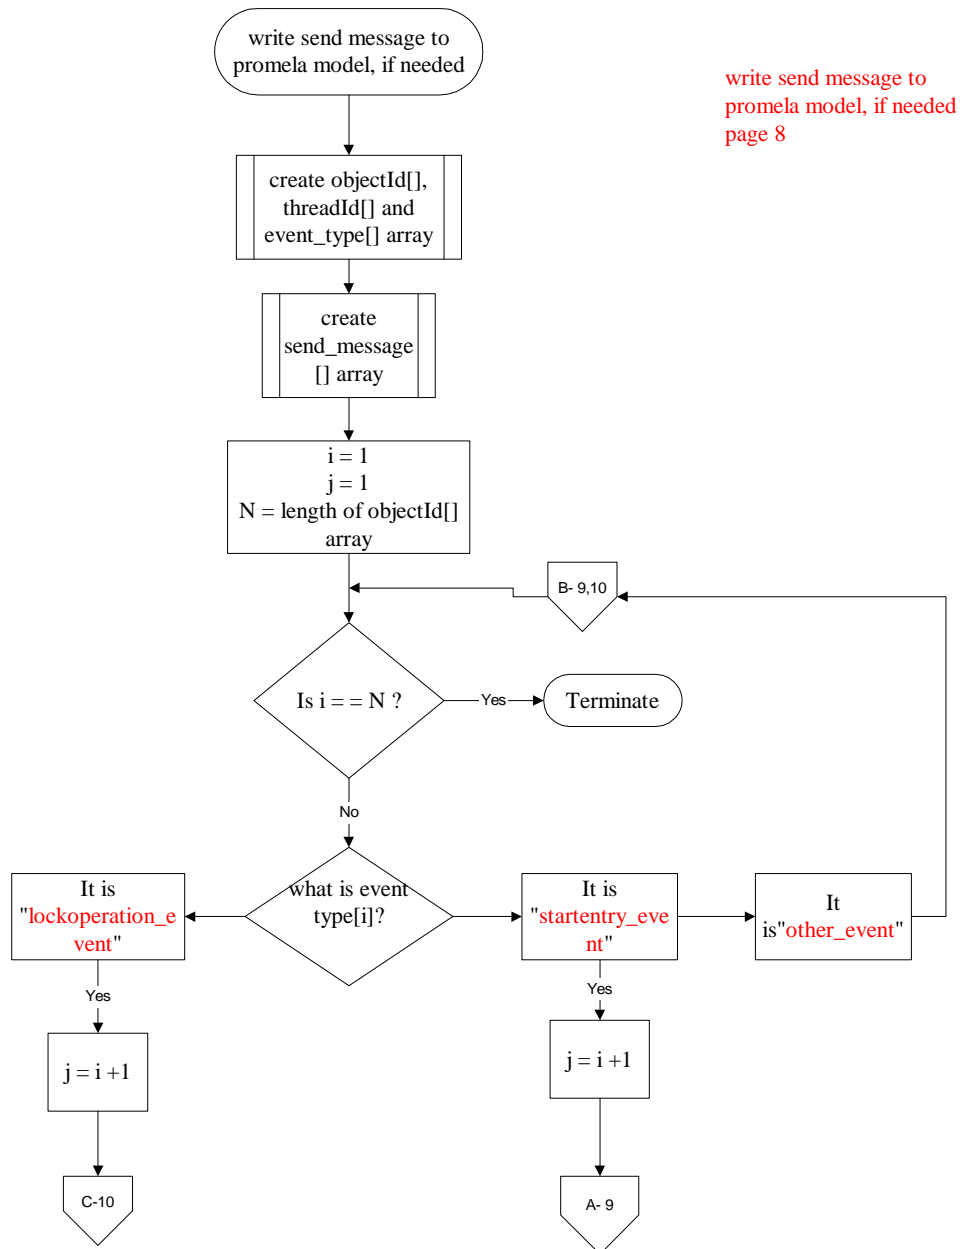 write send message to
promela model, if needed
write send message to
promela model, if needed
page 8
create objectId[],
threadId[] and
event_type[] array
create
send_message
[] array
i = 1
j = 1
N = length of objectId[]
array
B- 9,10
Is i = = N ?
Yes
Terminate
No
what is event
type[i]?
It is
"lockoperation_e
vent"
It is
"startentry_eve
nt"
It
is"other_event"
Yes
Yes
j = i +1
j = i +1
C-10
A- 9